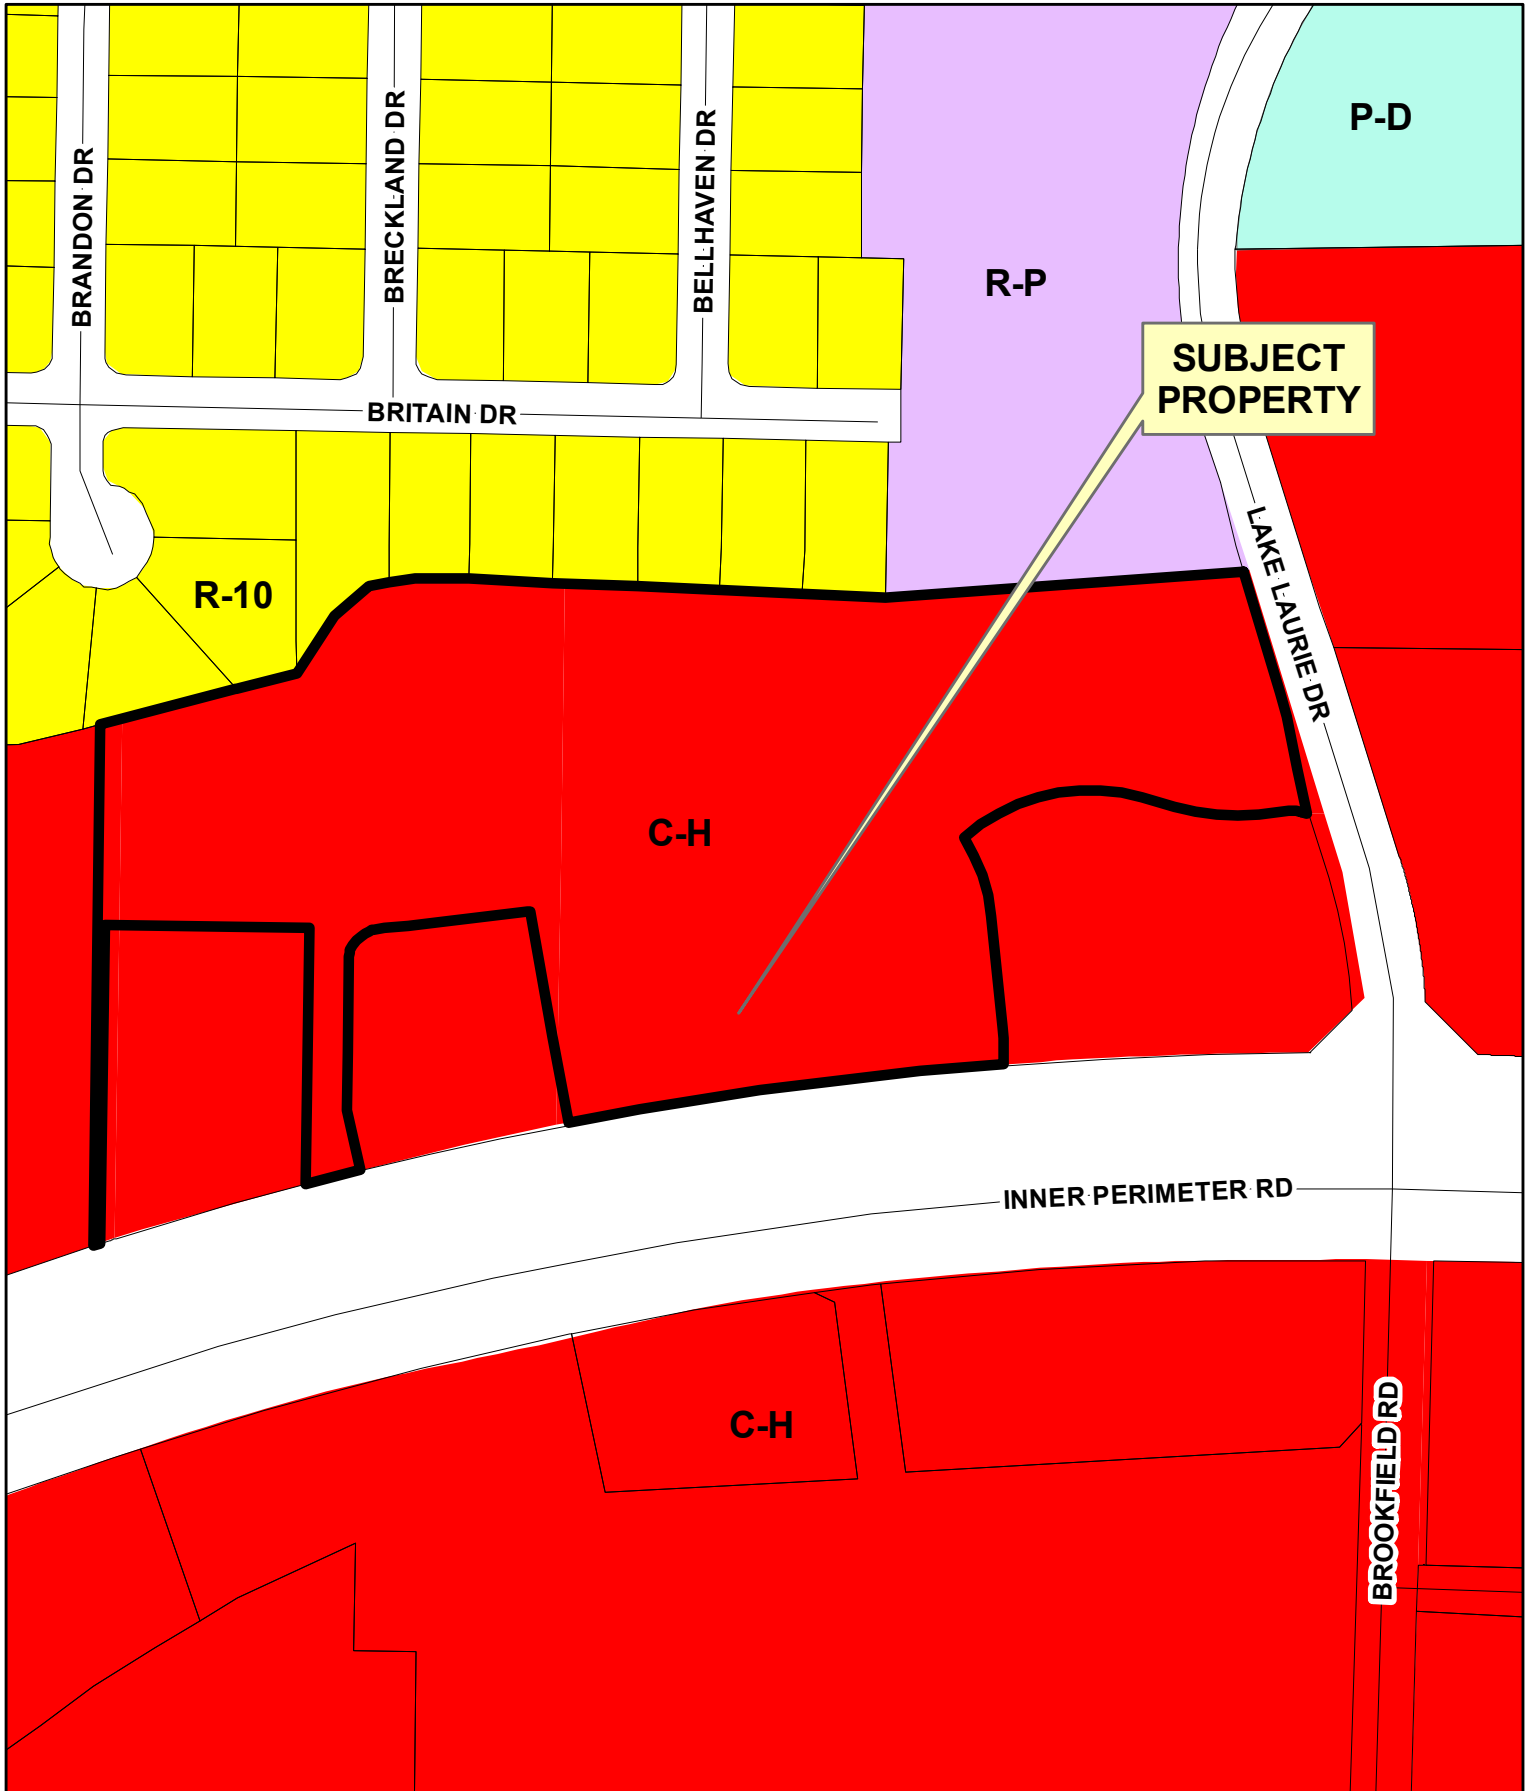 P-D
BRANDON DR
BRECKLAND DR
BELLHAVEN DR
R-P
SUBJECT
PROPERTY
BRITAIN DR
LAKE LAURIE DR
R-10
C-H
INNER PERIMETER RD
C-H
BROOKFIELD RD